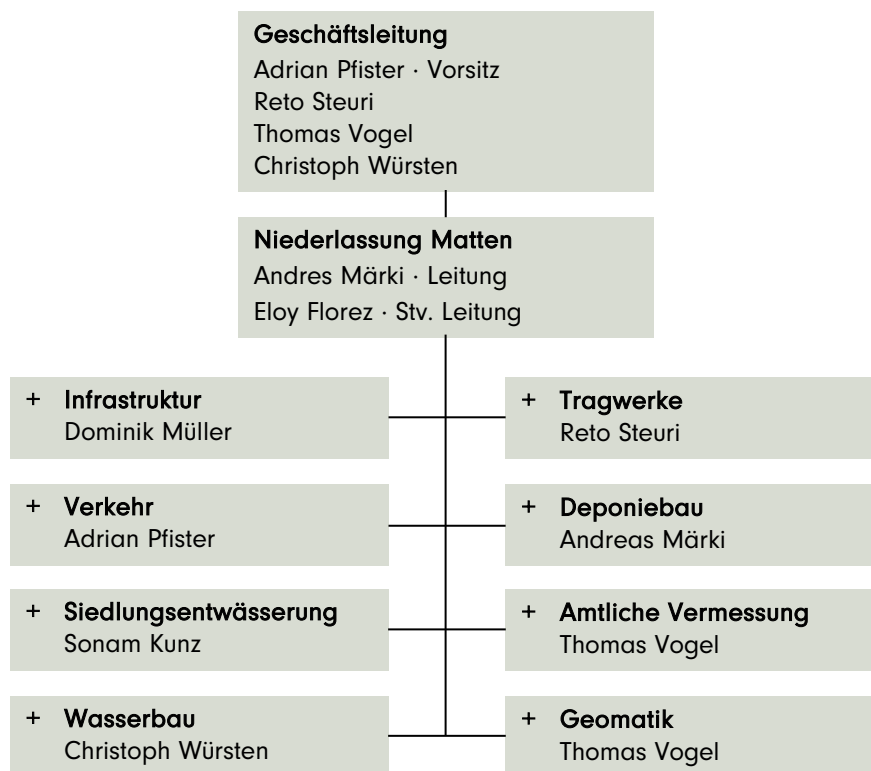 Geschäftsleitung
Adrian Pfister · Vorsitz
Reto Steuri
Thomas Vogel
Christoph Würsten
Niederlassung Matten
Andres Märki · Leitung
Eloy Florez · Stv. Leitung
+ Infrastruktur
Dominik Müller
+ Tragwerke
Reto Steuri
+ Verkehr
Adrian Pfister
+ Deponiebau
Andreas Märki
+ Siedlungsentwässerung
Sonam Kunz
+ Amtliche Vermessung
Thomas Vogel
+ Wasserbau
Christoph Würsten
+ Geomatik
Thomas Vogel